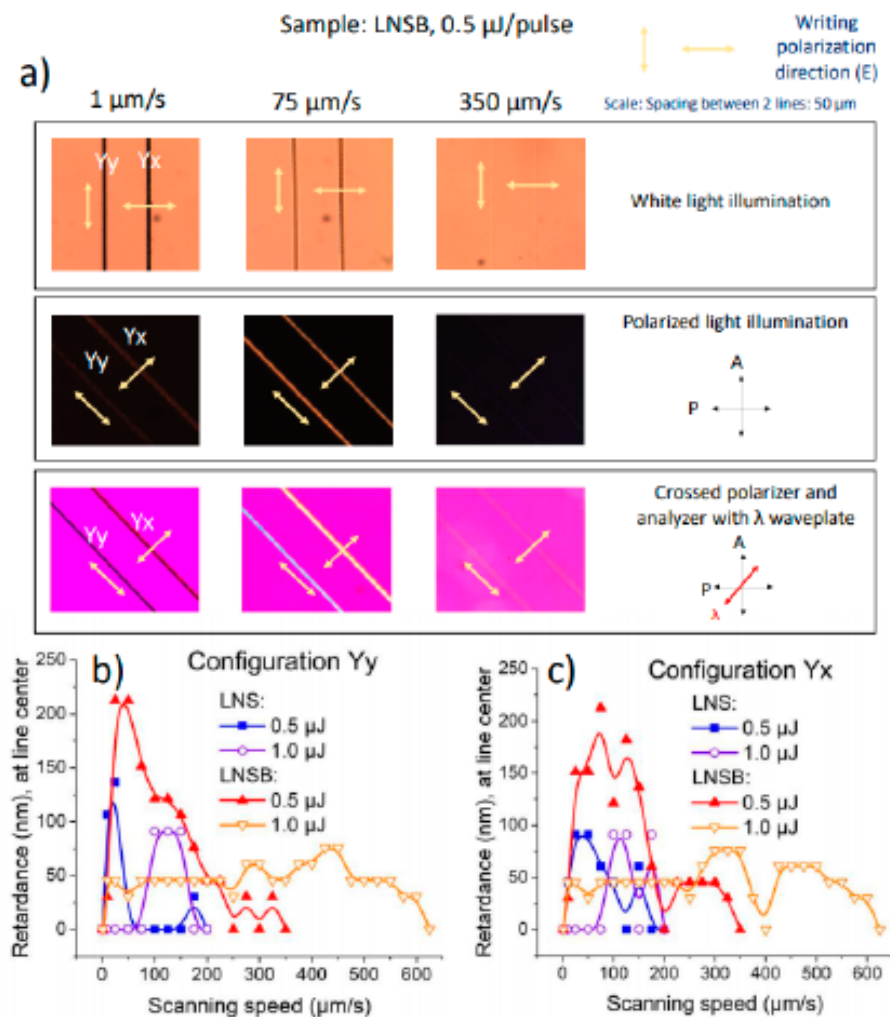 Sample: LNSB, 0.5 µJ/pulse
Writing
polarization
direction (E)
a)
1 µm/s
75 µm/s
350 µm/s
Scale: Spacing between 2 lines: 50 µm
Yy
Yx
White light illumination
Yx
Yy
Polarized light illumination
A
P
Yx
Yy
Crossed polarizer and
analyzer with λ waveplate
A
P
λ
b)
Configuration Yy
LNS:
0.5 µJ
1.0 µJ
LNSB:
0.5 µJ
1.0 µJ
Retardance (nm), at line center
250
200
150
100
50
0
0
100
200
300
400
500
600
Scanning speed (µm/s)
c)
Configuration Yx
LNS:
0.5 µJ
1.0 µJ
LNSB:
0.5 µJ
1.0 µJ
Retardance (nm), at line center
250
200
150
100
50
0
0
100
200
300
400
500
600
Scanning speed (µm/s)